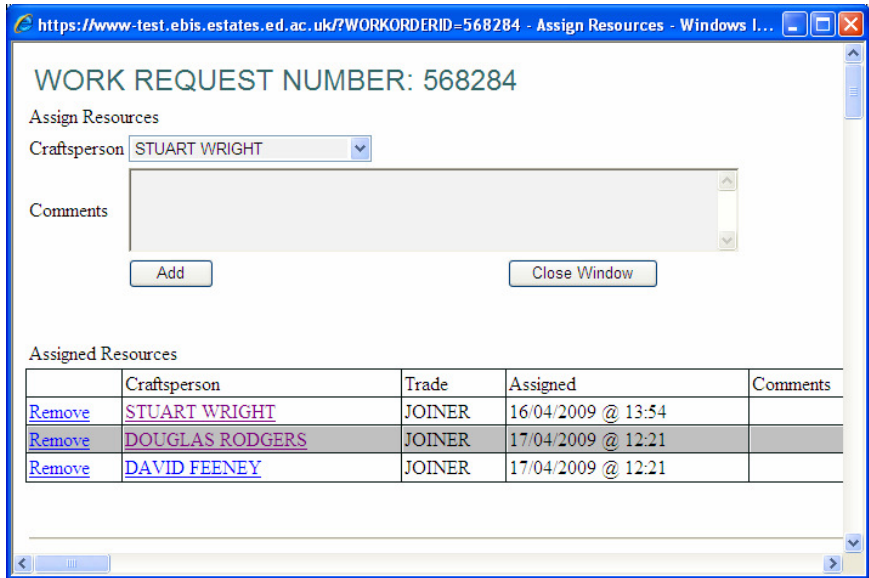 https://www-test.ebis.estates.ed.ac.uk/?WORKORDERID=568284 - Assign Resources - Windows I...
WORK REQUEST NUMBER: 568284
Assign Resources
Craftsperson STUART WRIGHT
Comments
Add Close Window
Assigned Resources
Craftsperson Trade Assigned Comments
Remove STUART WRIGHT JOINER 16/04/2009 @ 13:54
Remove DOUGLAS RODGERS JOINER 17/04/2009 @ 12:21
Remove DAVID FEENEY JOINER 17/04/2009 @ 12:21